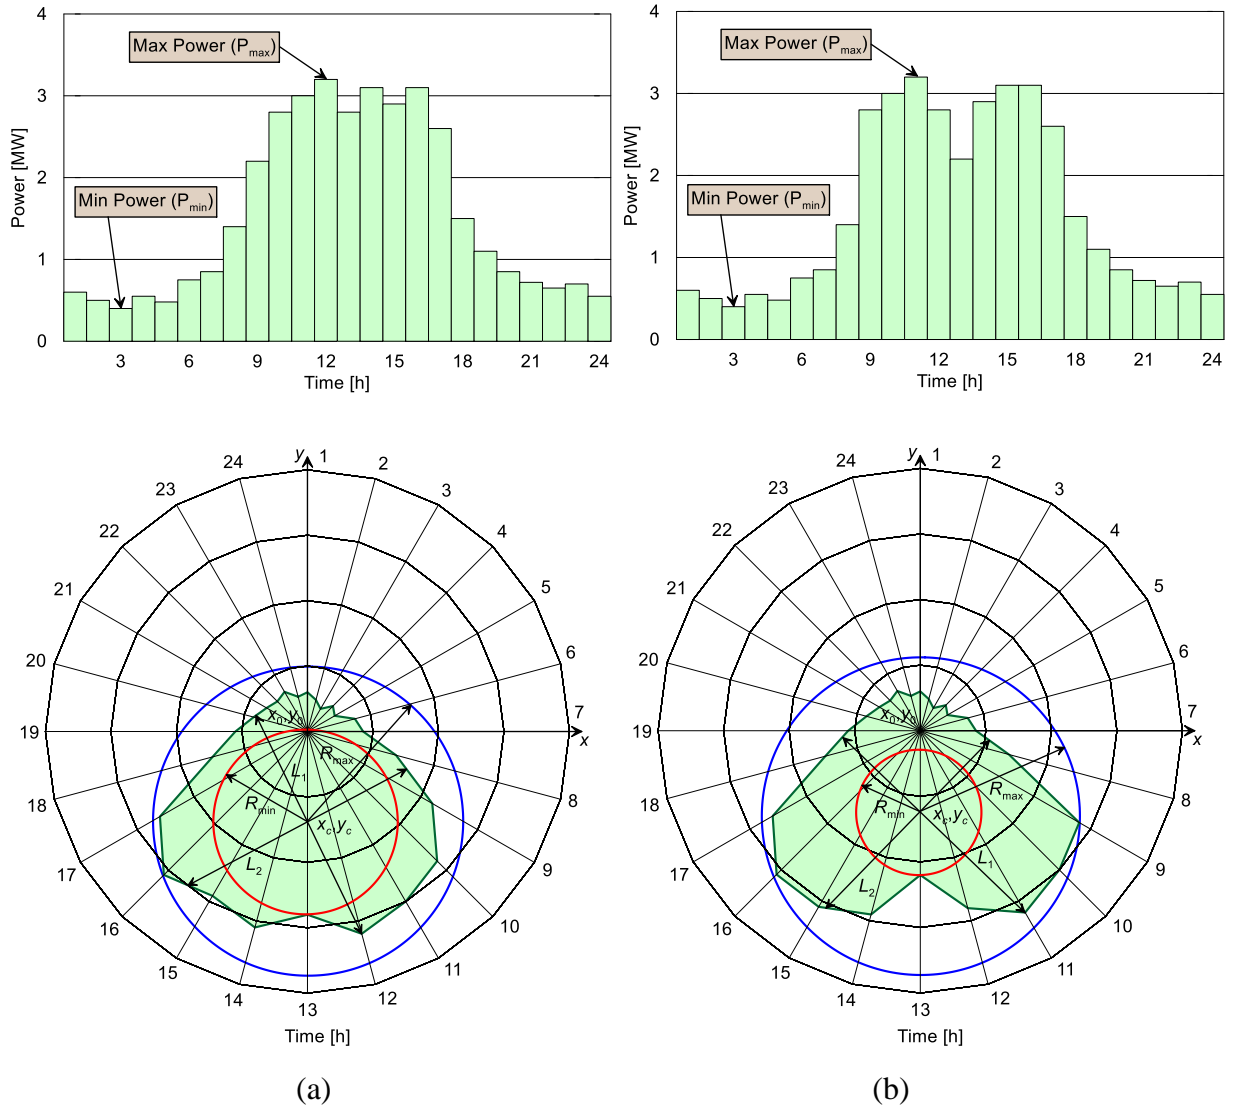 4
3
2
1
0
Power [MW]
Max Power (Pmax)
Min Power (Pmin)
3 6 9 12 15 18 21 24
Time [h]
4
3
2
1
0
Power [MW]
Max Power (Pmax)
Min Power (Pmin)
3 6 9 12 15 18 21 24
Time [h]
y
1
2
3
4
5
6
7
x
8
9
10
11
12
13
14
15
16
17
18
19
20
21
22
23
24
x0,y0
Rmax
L1
Rmin
xc,yc
L2
Time [h]
(a)
y
1
2
3
4
5
6
7
x
8
9
10
11
12
13
14
15
16
17
18
19
20
21
22
23
24
x0,y0
Rmax
Rmin
xc,yc
L1
L2
Time [h]
(b)